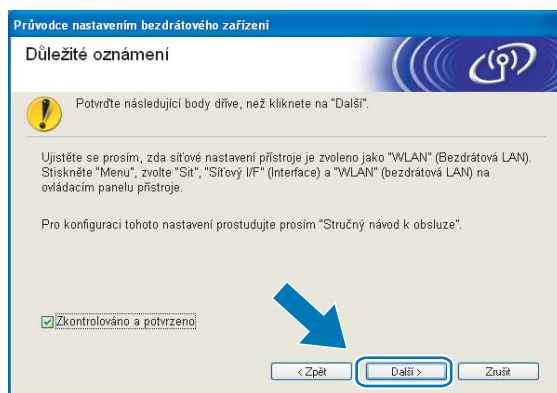 Průvodce nastavením bezdrátového zařízení
Důležité oznámení
Potvrďte následující body dříve, než kliknete na "Další".
Ujistěte se prosím, zda síťové nastavení přístroje je zvoleno jako "WLAN" (Bezdrátová LAN).
Stiskněte "Menu", zvolte "Sit", "Síťový I/F" (Interface) a "WLAN" (bezdrátová LAN) na
ovládacím panelu přístroje.
Pro konfiguraci tohoto nastavení prostudujte prosím "Stručný návod k obsluze".
Zkontrolováno a potvrzeno
< Zpět
Další >
Zrušit